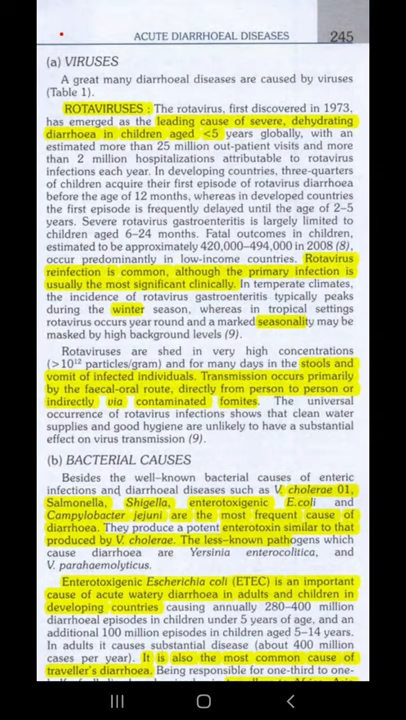 ACUTE DIARRHOEAL DISEASES 245
(a) VIRUSES
A great many diarrhoeal diseases are caused by viruses
(Table 1).
ROTAVIRUSES : The rotavirus, first discovered in 1973,
has emerged as the leading cause of severe, dehydrating
diarrhoea in children aged <5 years globally, with an
estimated more than 25 million out-patient visits and more
than 2 million hospitalizations attributable to rotavirus
infections each year. In developing countries, three-quarters
of children acquire their first episode of rotavirus diarrhoea
before the age of 12 months, whereas in developed countries
the first episode is frequently delayed until the age of 2-5
years. Severe rotavirus gastroenteritis is largely limited to
children aged 6-24 months. Fatal outcomes in children,
estimated to be approximately 420,000-494,000 in 2008 (8),
occur predominantly in low-income countries. Rotavirus
reinfection is common, although the primary infection is
usually the most significant clinically. In temperate climates,
the incidence of rotavirus gastroenteritis typically peaks
during the winter season, whereas in tropical settings
rotavirus occurs year round and a marked seasonality may be
masked by high background levels (9).
Rotaviruses are shed in very high concentrations
(>10¹² particles/gram) and for many days in the stools and
vomit of infected individuals. Transmission occurs primarily
by the faecal-oral route, directly from person to person or
indirectly via contaminated fomites. The universal
occurrence of rotavirus infections shows that clean water
supplies and good hygiene are unlikely to have a substantial
effect on virus transmission (9).
(b) BACTERIAL CAUSES
Besides the well-known bacterial causes of enteric
infections and diarrhoeal diseases such as V. cholerae 01,
Salmonella, Shigella, enterotoxigenic E.coli and
Campylobacter jejuni are the most frequent cause of
diarrhoea. They produce a potent enterotoxin similar to that
produced by V. cholerae. The less-known pathogens which
cause diarrhoea are Yersinia enterocolitica, and
V. parahaemolyticus.
Enterotoxigenic Escherichia coli (ETEC) is an important
cause of acute watery diarrhoea in adults and children in
developing countries causing annually 280-400 million
diarrhoeal episodes in children under 5 years of age, and an
additional 100 million episodes in children aged 5-14 years.
In adults it causes substantial disease (about 400 million
cases per year). It is also the most common cause of
traveller's diarrhoea. Being responsible for one-third to one-